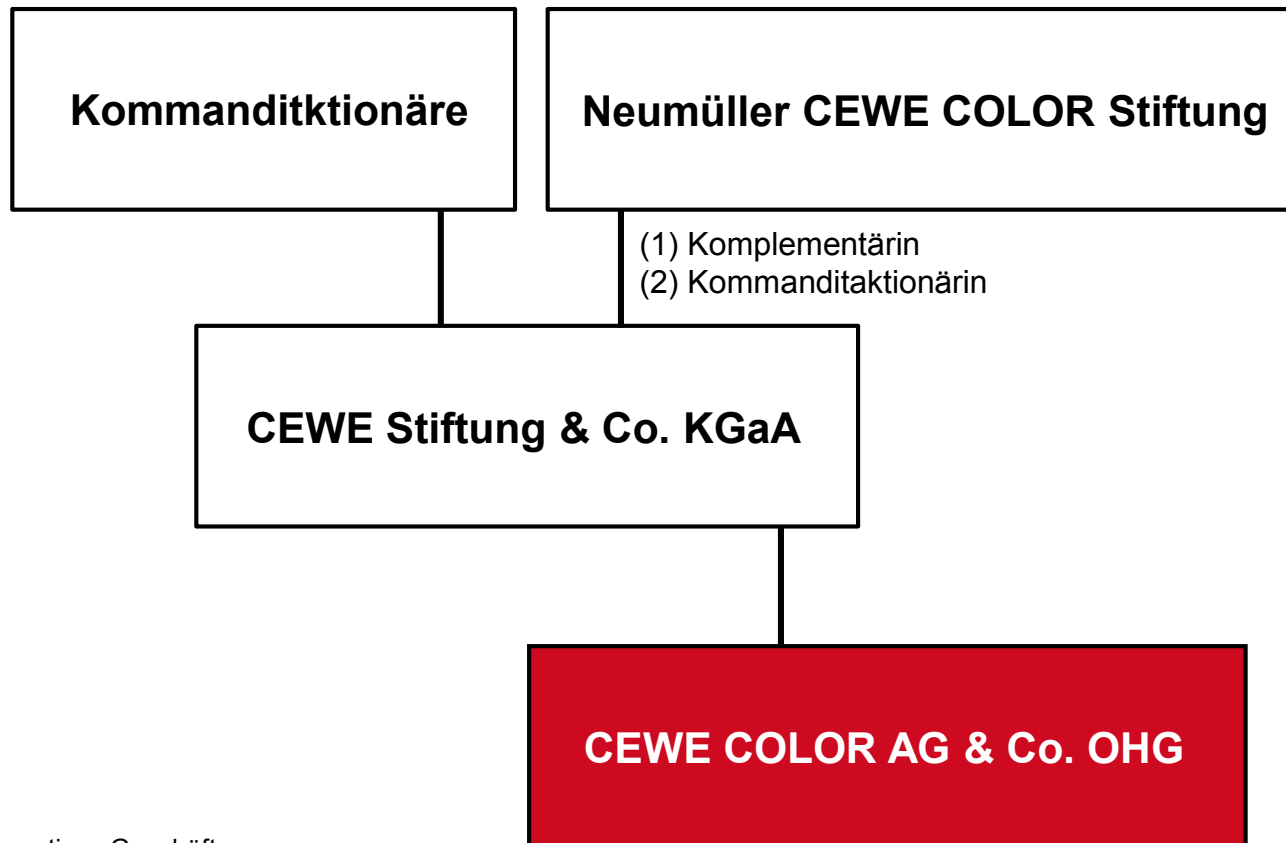 Kommanditktionäre
Neumüller CEWE COLOR Stiftung
(1) Komplementärin
(2) Kommanditaktionärin
CEWE Stiftung & Co. KGaA
CEWE COLOR AG & Co. OHG